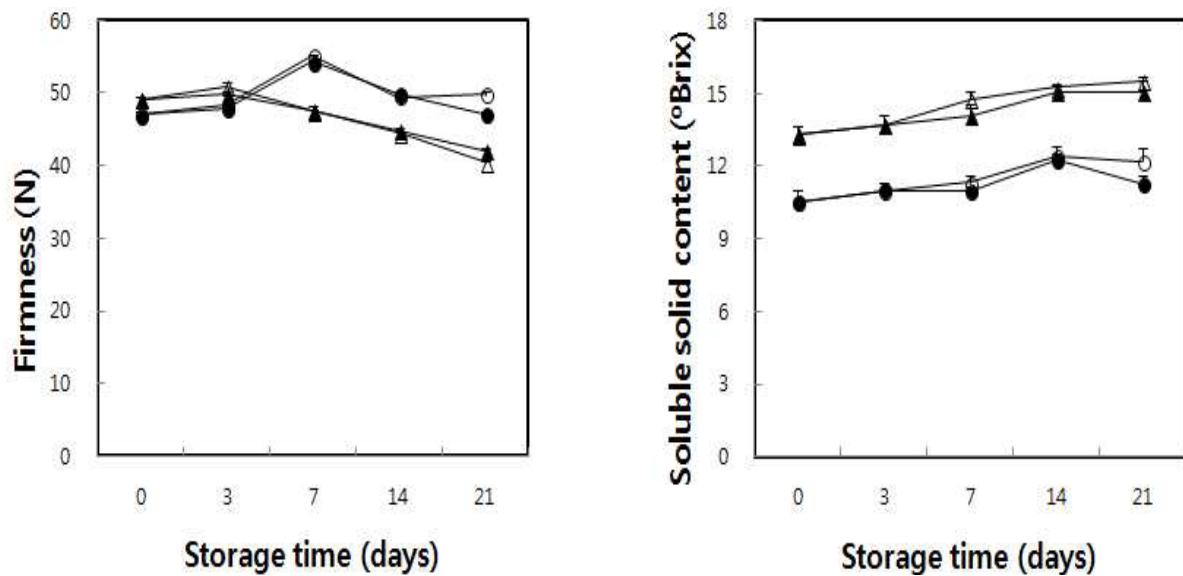 Firmness (N)
60
50
40
30
20
10
0
0 3 7 14 21
Storage time (days)
Soluble solid content (ºBrix)
18
15
12
9
6
3
0
0 3 7 14 21
Storage time (days)